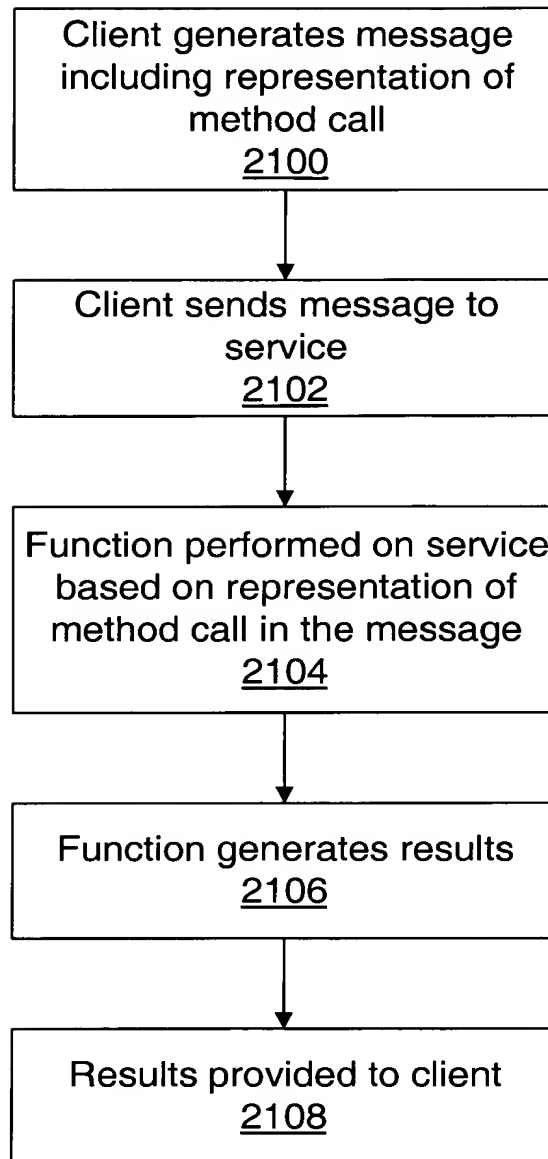 Client generates message
including representation of
method call
2100
Client sends message to
service
2102
Function performed on service
based on representation of
method call in the message
2104
Function generates results
2106
Results provided to client
2108